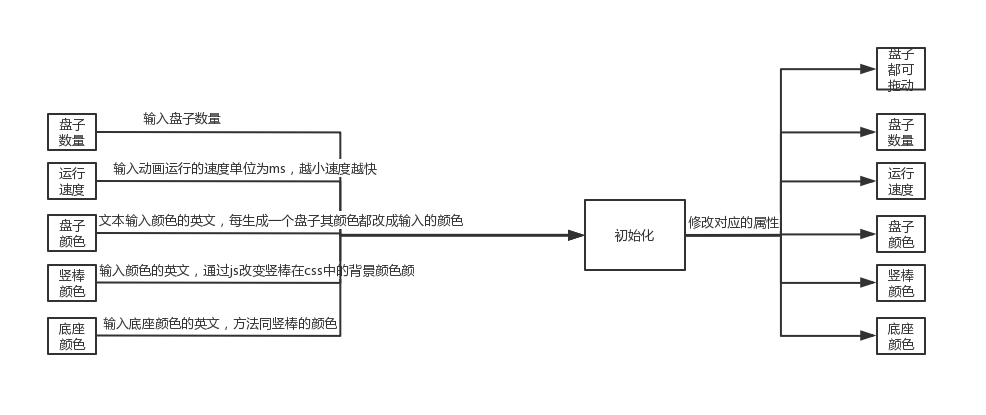 盘子
数量
输入盘子数量
运行
速度
输入动画运行的速度单位为ms，越小速度越快
盘子
颜色
文本输入颜色的英文，每生成一个盘子其颜色都改成输入的颜色
竖棒
颜色
输入颜色的英文，通过js改变竖棒在css中的背景颜色颜
底座
颜色
输入底座颜色的英文，方法同竖棒的颜色
初始化
修改对应的属性
盘子
都可
拖动
盘子
数量
运行
速度
盘子
颜色
竖棒
颜色
底座
颜色